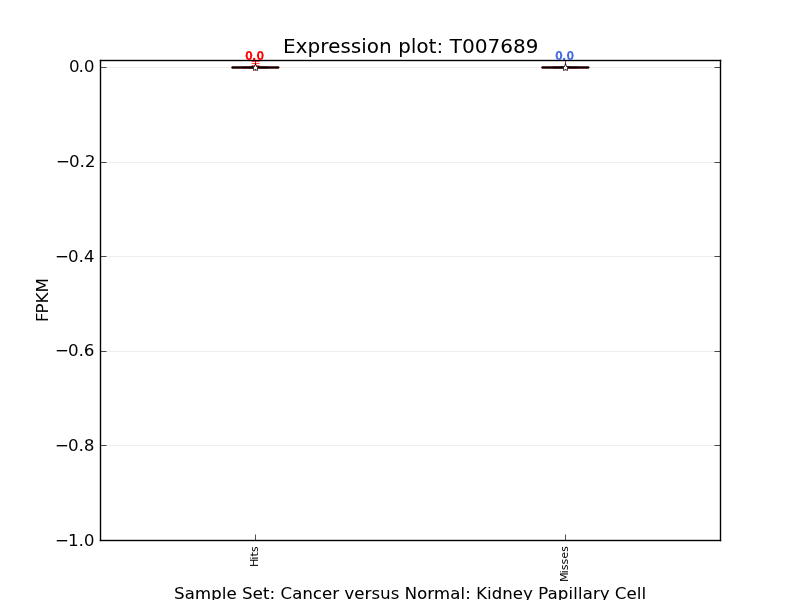 Expression plot: T007689
0.0 0.0
0.0
−0.2
−0.4
−0.6
−0.8
−1.0
FPKM
Hits
Misses
Sample Set: Cancer versus Normal: Kidney Papillary Cell